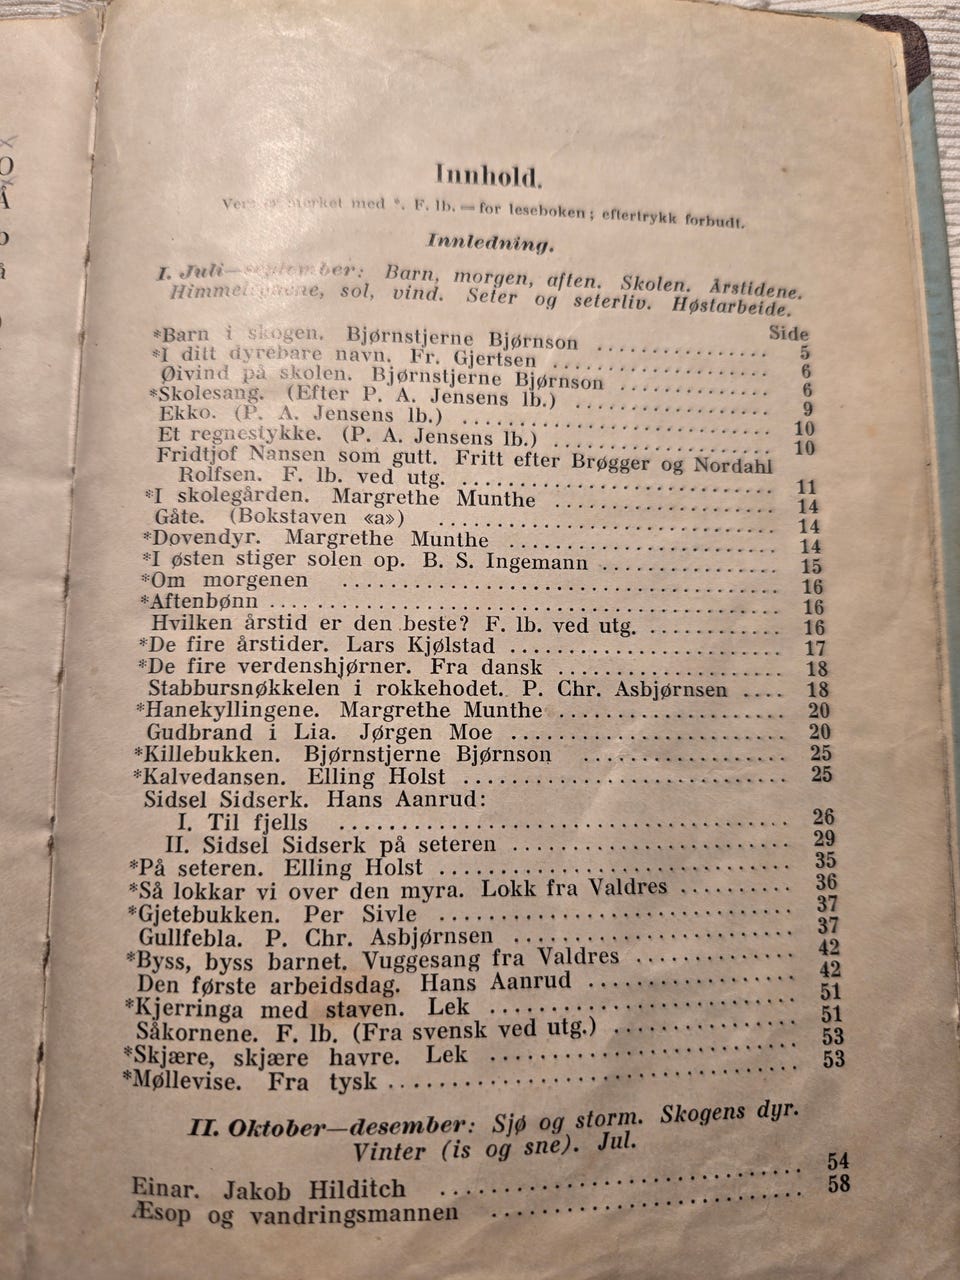 Innhold.
Vers er merket med *. F. lb. = for leseboken; eftertrykk forbudt.
Innledning.
I. Juli—september: Barn, morgen, aften. Skolen. Årstidene.
Himmelegnene, sol, vind. Seter og seterliv. Høstarbeide.
Side
*Barn i skogen. Bjørnstjerne Bjørnson .......... 5
*I ditt dyrebare navn. Fr. Gjertsen .......... 6
Øivind på skolen. Bjørnstjerne Bjørnson .......... 6
*Skolesang. (Efter P. A. Jensens lb.) .......... 9
Ekko. (P. A. Jensens lb.) .......... 10
Et regnestykke. (P. A. Jensens lb.) .......... 10
Fridtjof Nansen som gutt. Fritt efter Brøgger og Nordahl
Rolfsen. F. lb. ved utg. .......... 11
*I skolegården. Margrethe Munthe .......... 14
Gåte. (Bokstaven «a») .......... 14
*Dovendyr. Margrethe Munthe .......... 14
*I østen stiger solen op. B. S. Ingemann .......... 15
*Om morgenen .......... 16
*Aftenbønn .......... 16
Hvilken årstid er den beste? F. lb. ved utg. .......... 16
*De fire årstider. Lars Kjølstad .......... 17
*De fire verdenshjørner. Fra dansk .......... 18
Stabbursnøkkelen i rokkehodet. P. Chr. Asbjørnsen .... 18
*Hanekyllingene. Margrethe Munthe .......... 20
Gudbrand i Lia. Jørgen Moe .......... 20
*Killebukken. Bjørnstjerne Bjørnson .......... 25
*Kalvedansen. Elling Holst .......... 25
Sidsel Sidserk. Hans Aanrud:
I. Til fjells .......... 26
II. Sidsel Sidserk på seteren .......... 29
*På seteren. Elling Holst .......... 35
*Så lokkar vi over den myra. Lokk fra Valdres .......... 36
*Gjetebukken. Per Sivle .......... 37
Gullfebla. P. Chr. Asbjørnsen .......... 37
*Byss, byss barnet. Vuggesang fra Valdres .......... 42
Den første arbeidsdag. Hans Aanrud .......... 42
*Kjerringa med staven. Lek .......... 51
Såkornene. F. lb. (Fra svensk ved utg.) .......... 51
*Skjære, skjære havre. Lek .......... 53
*Møllevise. Fra tysk .......... 53
II. Oktober—desember: Sjø og storm. Skogens dyr.
Vinter (is og sne). Jul.
Einar. Jakob Hilditch .......... 54
Æsop og vandringsmannen .......... 58